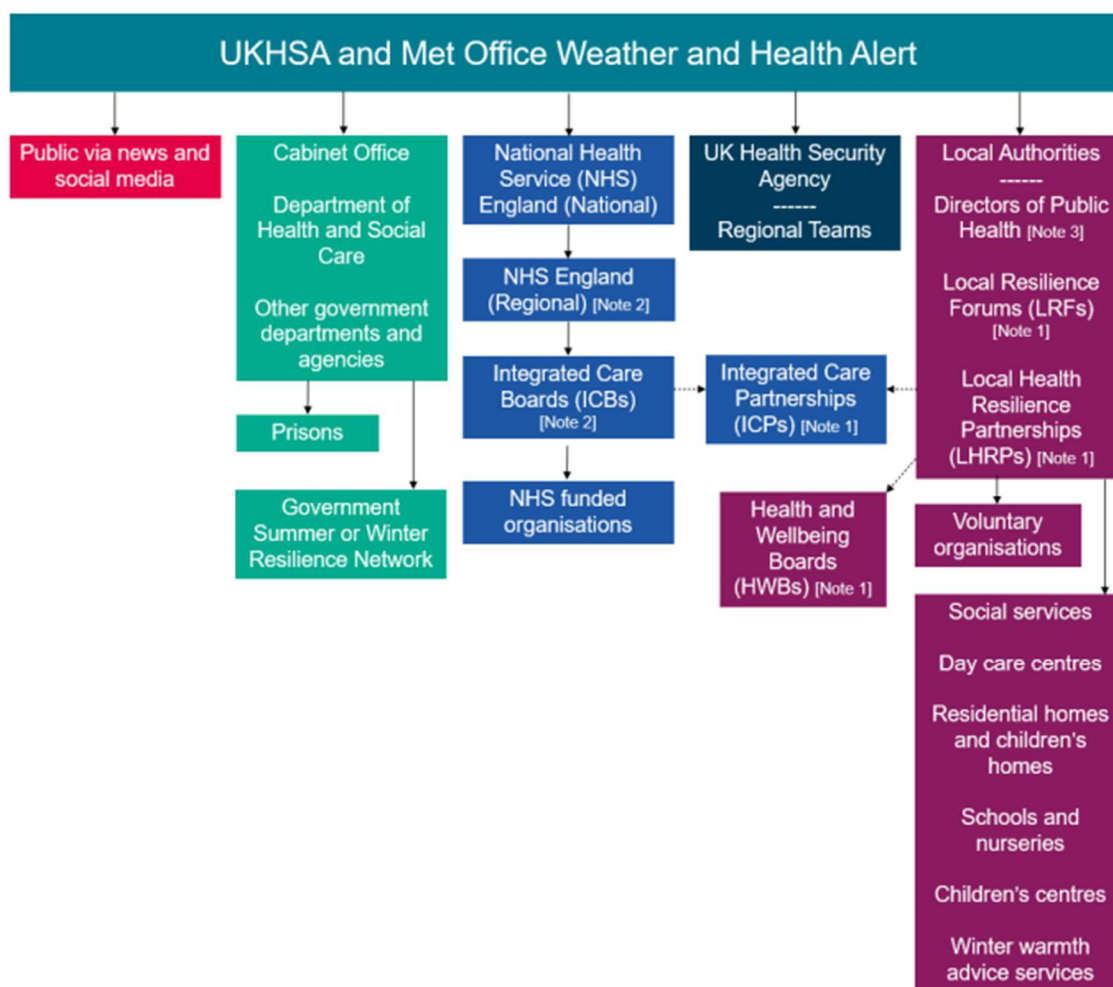 UKHSA and Met Office Weather and Health Alert
Public via news and
social media
Cabinet Office
Department of
Health and Social
Care
Other government
departments and
agencies
Prisons
Government
Summer or Winter
Resilience Network
National Health
Service (NHS)
England (National)
NHS England
(Regional) [Note 2]
Integrated Care
Boards (ICBs)
[Note 2]
NHS funded
organisations
UK Health Security
Agency
------
Regional Teams
Integrated Care
Partnerships
(ICPs) [Note 1]
Health and
Wellbeing
Boards
(HWBs) [Note 1]
Local Authorities
------
Directors of Public
Health [Note 3]
Local Resilience
Forums (LRFs)
[Note 1]
Local Health
Resilience
Partnerships
(LHRPs) [Note 1]
Voluntary
organisations
Social services
Day care centres
Residential homes
and children's
homes
Schools and
nurseries
Children's centres
Winter warmth
advice services